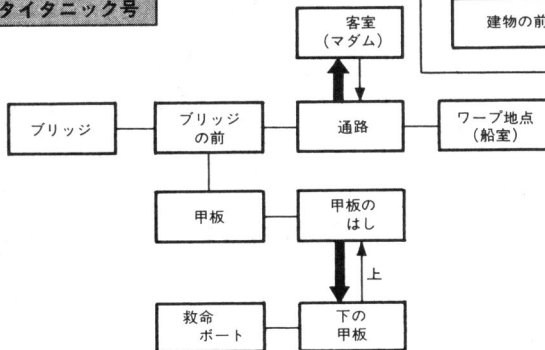 タイタニック号
客室
(マダム)
建物の前
ブリッジ
ブリッジ
の前
通路
ワープ地点
(船室)
甲板
甲板の
はし
上
救命
ボート
下の
甲板